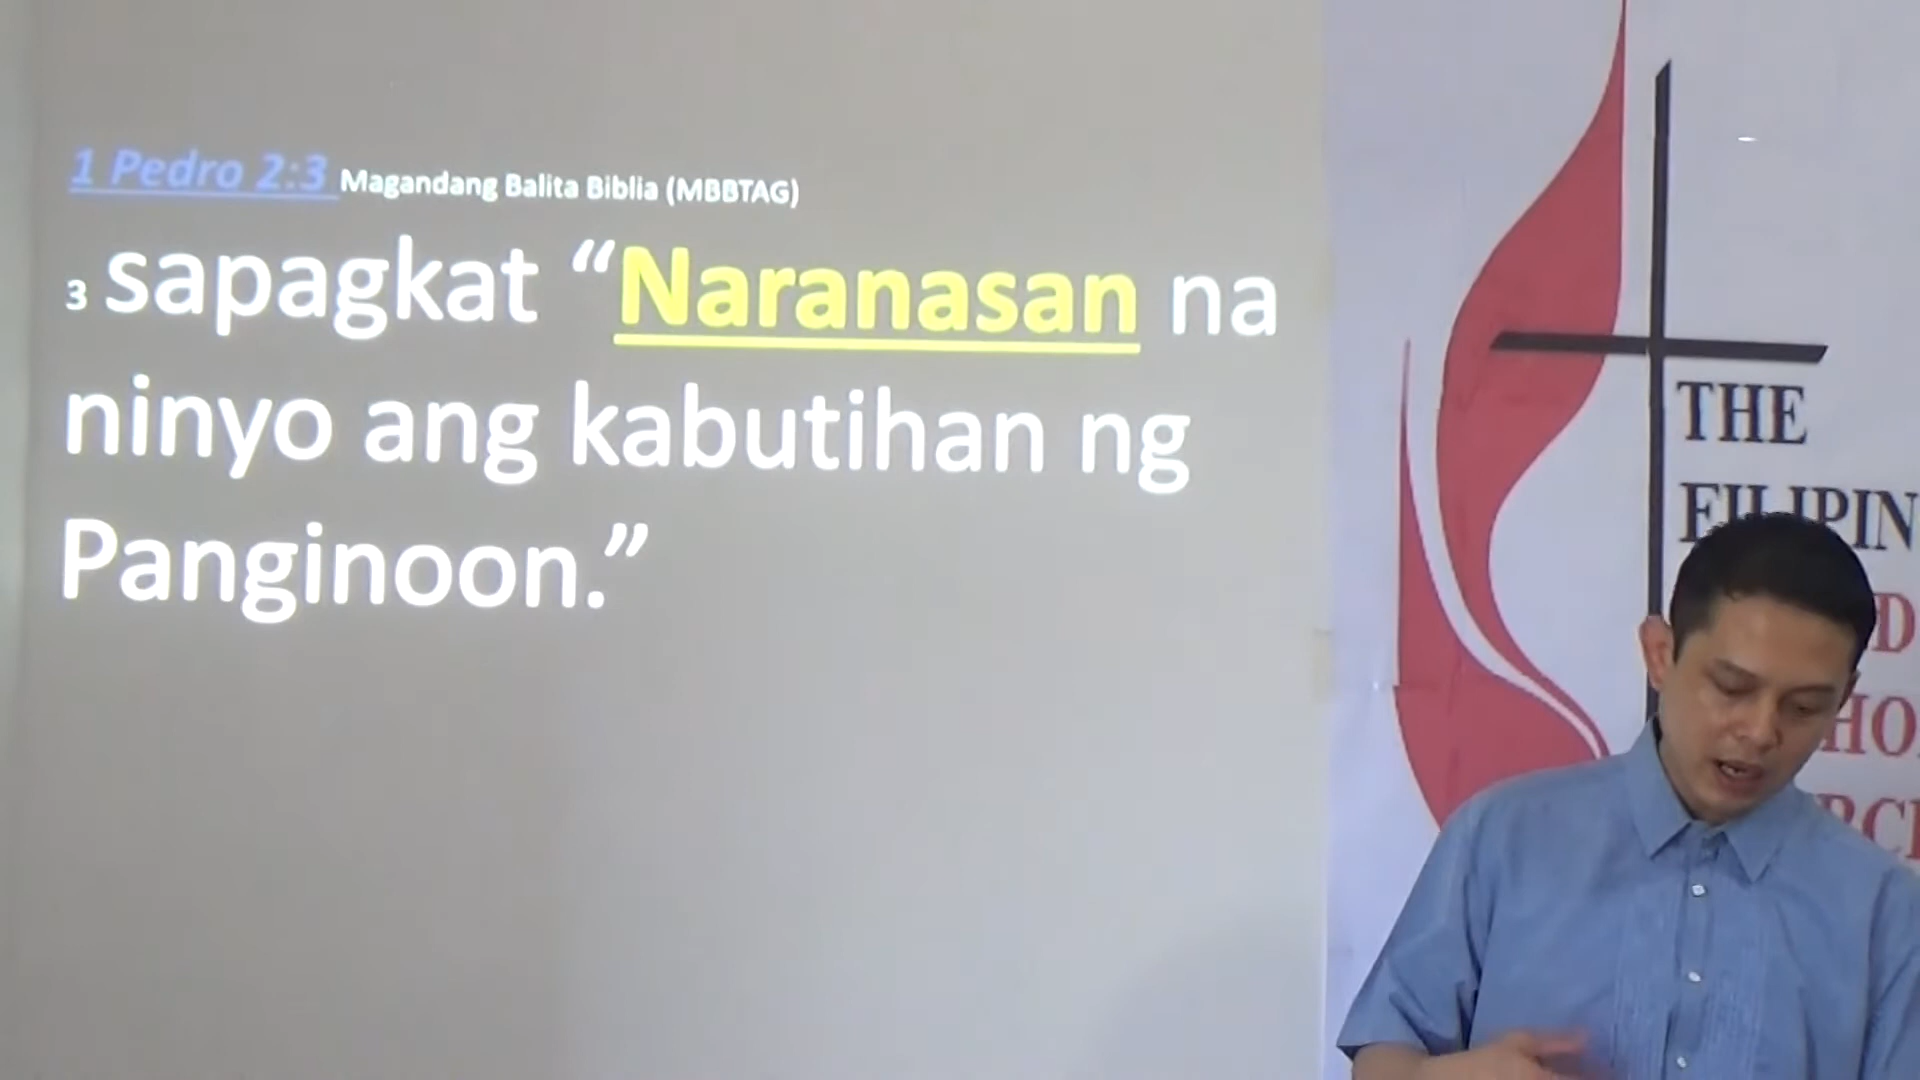 1 Pedro 2:3 Magandang Balita Biblia (MBBTAG)
3 sapagkat “Naranasan na
ninyo ang kabutihan ng
Panginoon.”
THE